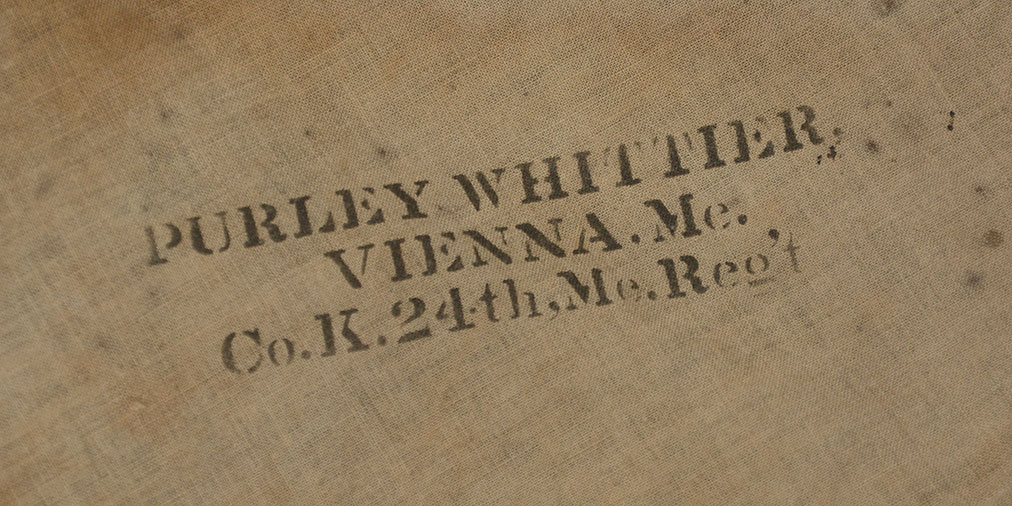 PURLEY WHITTIER,
VIENNA. Me.
Co. K. 24th, Me. Reg't